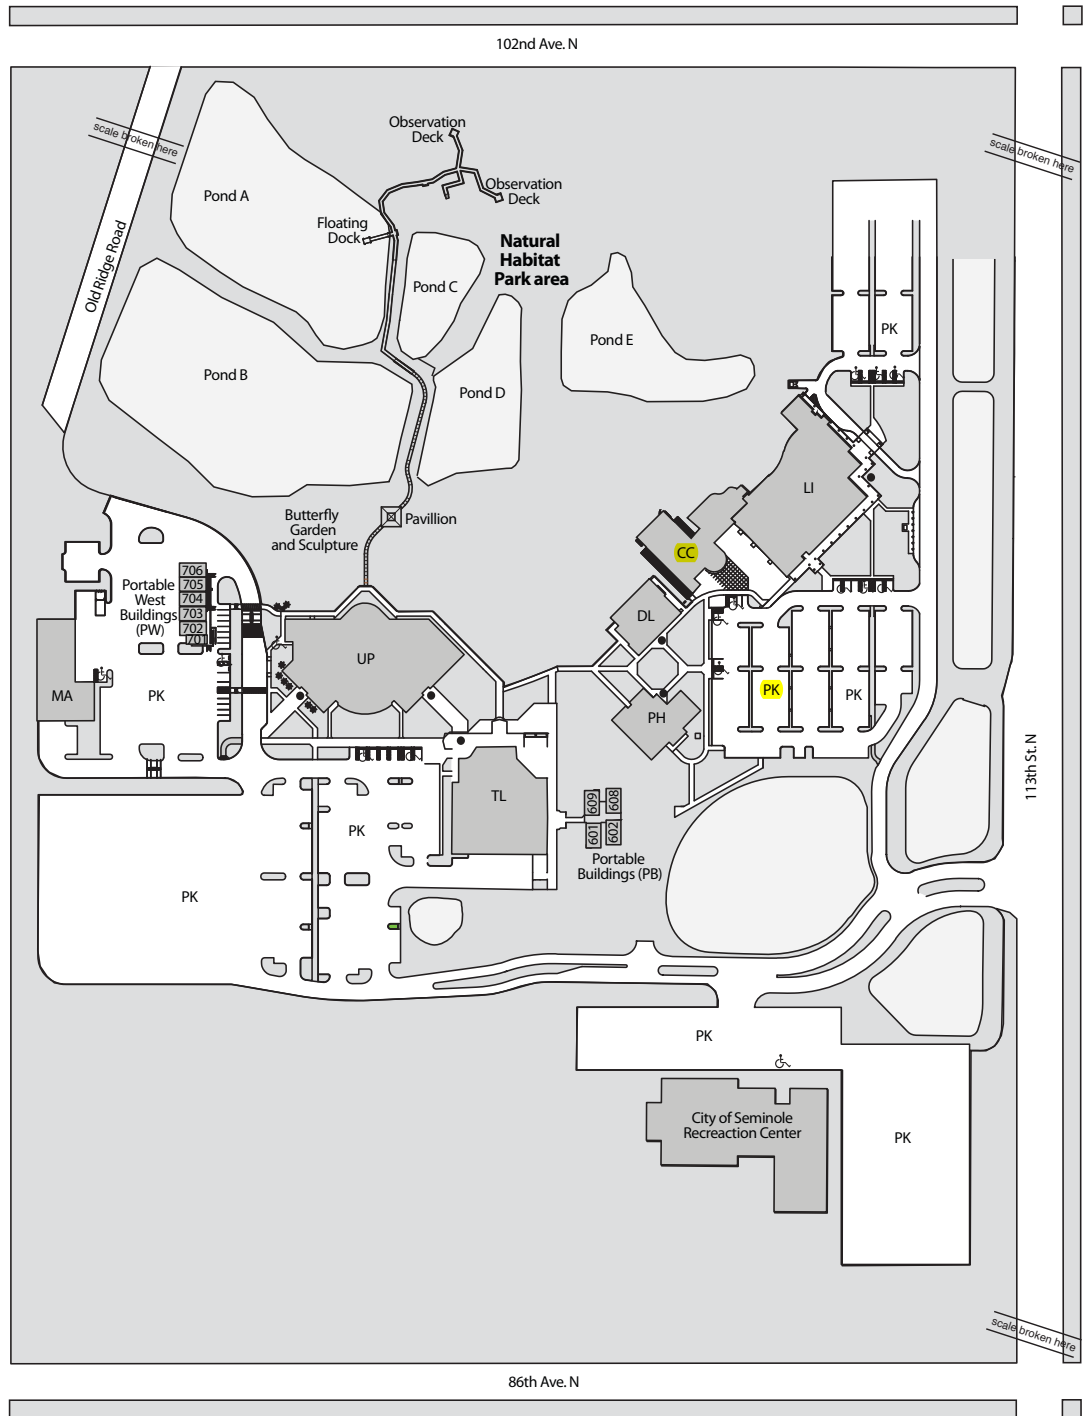 102nd Ave. N
scale broken here
scale broken here
Observation
Deck
Observation
Deck
Pond A
Floating
Dock
Natural
Habitat
Park area
Old Ridge Road
Pond C
PK
Pond E
Pond B
Pond D
LI
Butterfly
Garden
and Sculpture
Pavillion
CC
706
705
704
703
702
701
Portable
West
Buildings
(PW)
DL
UP
MA
PK
PK
PK
PH
113th St. N
TL
609
608
601
602
PK
Portable
Buildings (PB)
PK
PK
City of Seminole
Recreaction Center
PK
scale broken here
86th Ave. N